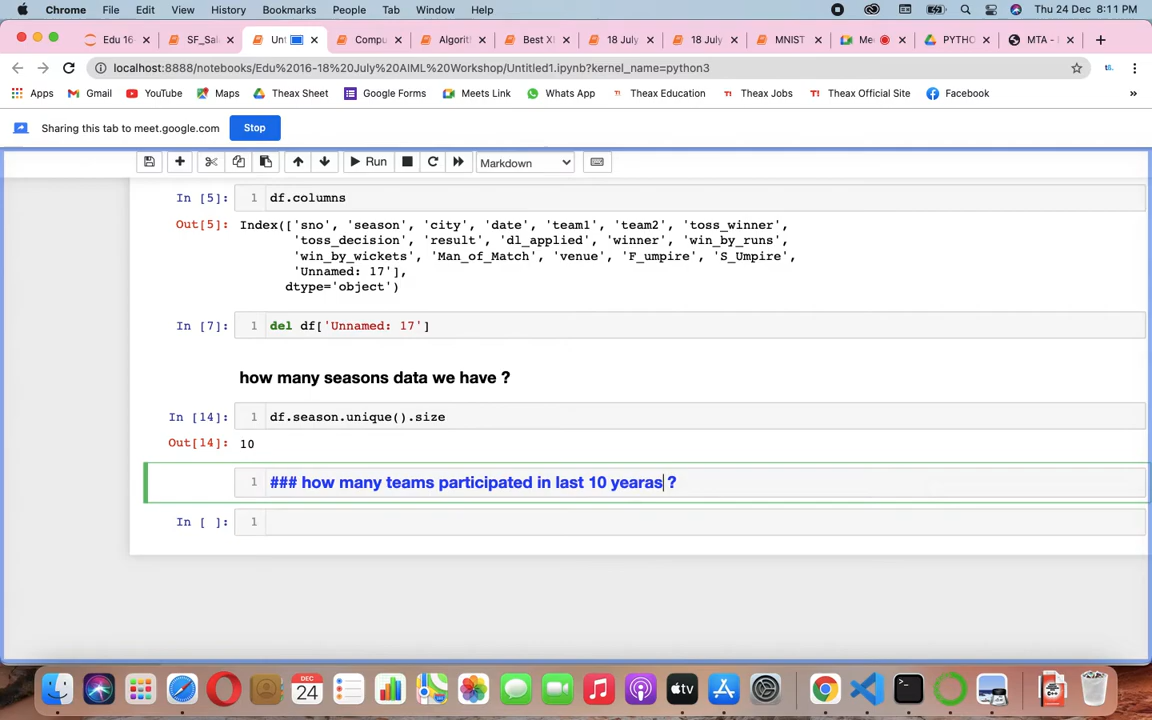 Chrome File Edit View History Bookmarks People Tab Window Help Thu 24 Dec 8:11 PM
Edu 16- SF_Sal Unt Compu Algorit Best XI 18 July 18 July MNIST Me PYTHO MTA -
localhost:8888/notebooks/Edu%2016-18%20July%20AIML%20Workshop/Untitled1.ipynb?kernel_name=python3
Apps Gmail YouTube Maps Theax Sheet Google Forms Meets Link Whats App Theax Education Theax Jobs Theax Official Site Facebook »
Sharing this tab to meet.google.com Stop
Run Markdown
In [5]: 1 df.columns
Out[5]: Index(['sno', 'season', 'city', 'date', 'team1', 'team2', 'toss_winner',
'toss_decision', 'result', 'dl_applied', 'winner', 'win_by_runs',
'win_by_wickets', 'Man_of_Match', 'venue', 'F_umpire', 'S_Umpire',
'Unnamed: 17'],
dtype='object')
In [7]: 1 del df['Unnamed: 17']
how many seasons data we have ?
In [14]: 1 df.season.unique().size
Out[14]: 10
1 ### how many teams participated in last 10 yearas ?
In [ ]: 1
DEC
24
tv
C++